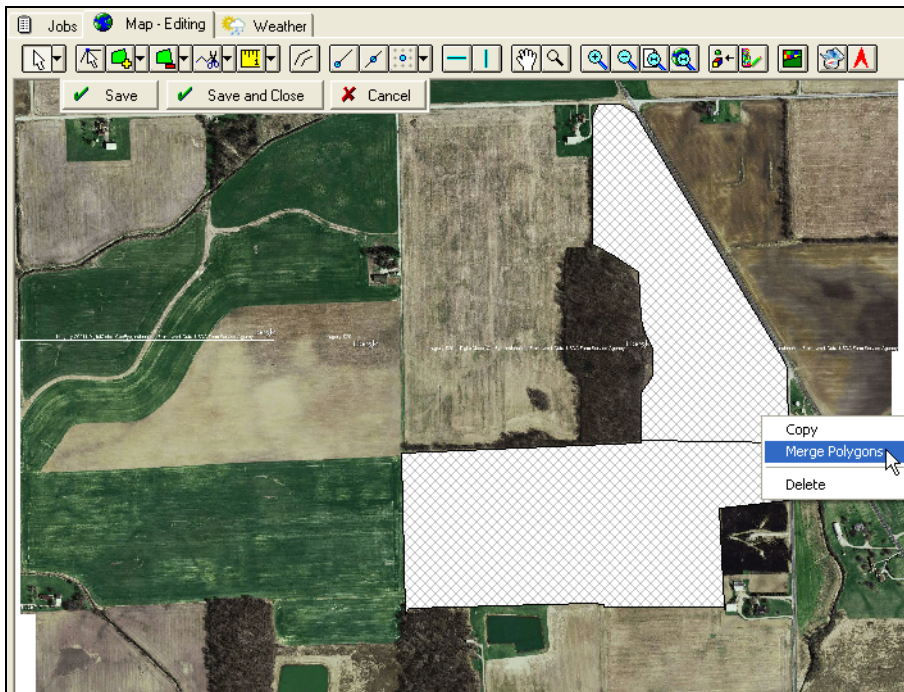 Jobs
Map - Editing
Weather
Save
Save and Close
Cancel
Copy
Merge Polygons
Delete